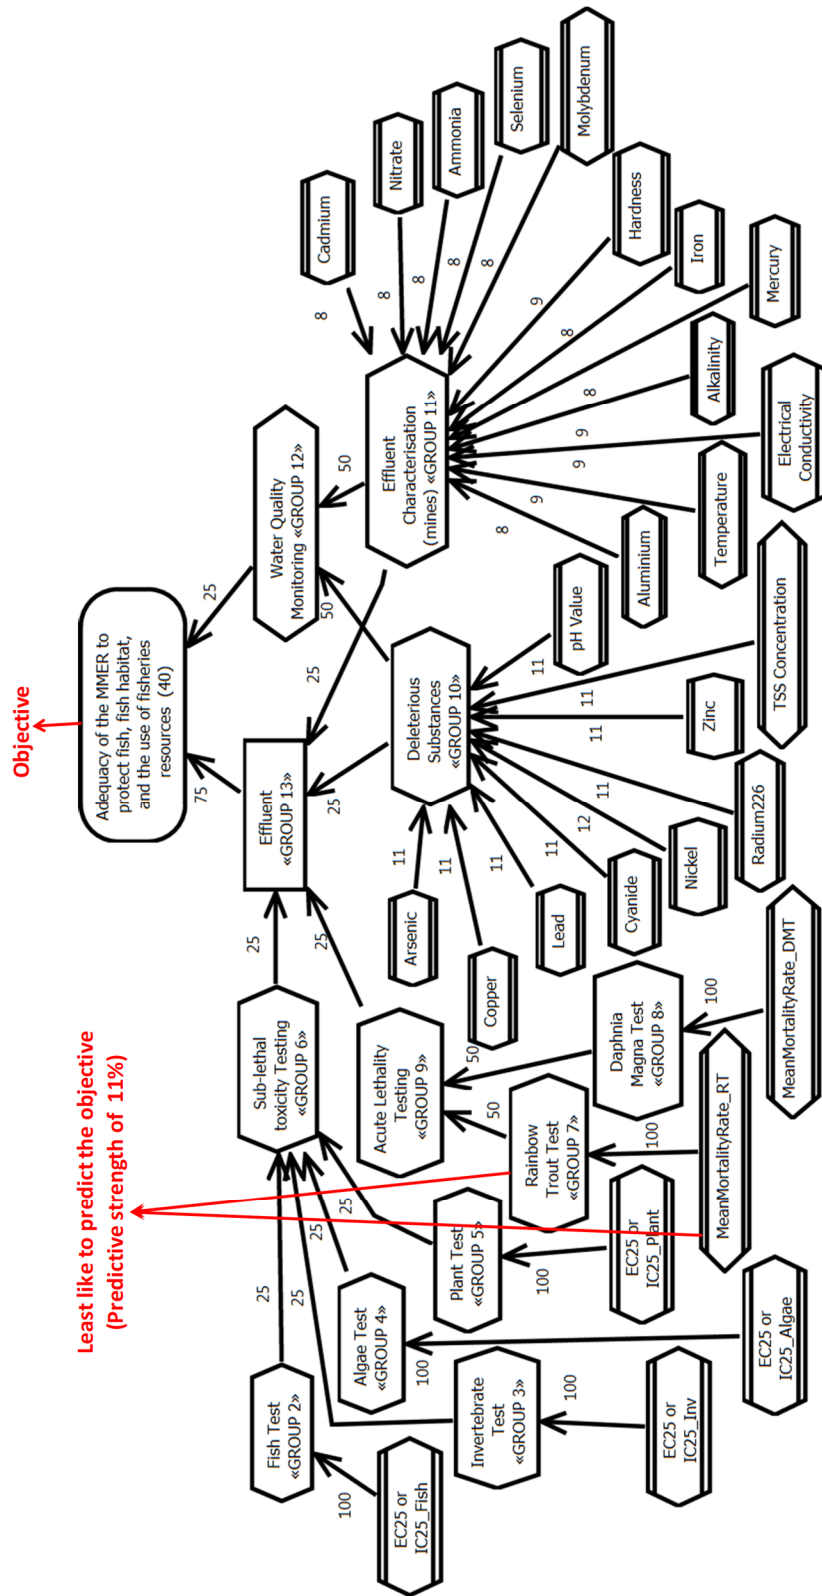 Objective
Adequacy of the MMER to
protect fish, fish habitat,
and the use of fisheries
resources (40)
75
25
Least like to predict the objective
(Predictive strength of 11%)
Effluent
«GROUP 13»
Water Quality
Monitoring «GROUP 12»
25
25
25
25
50
50
Sub-lethal
toxicity Testing
«GROUP 6»
Acute Lethality
Testing
«GROUP 9»
Deleterious
Substances
«GROUP 10»
Effluent
Characterisation
(mines) «GROUP 11»
Fish Test
«GROUP 2»
25
Invertebrate
Test
«GROUP 3»
25
Algae Test
«GROUP 4»
25
Plant Test
«GROUP 5»
25
Rainbow
Trout Test
«GROUP 7»
50
Daphnia
Magna Test
«GROUP 8»
50
EC25 or
IC25_Fish
100
EC25 or
IC25_Inv
100
EC25 or
IC25_Algae
100
EC25 or
IC25_Plant
100
MeanMortalityRate_RT
100
MeanMortalityRate_DMT
100
Arsenic
11
Copper
11
Lead
11
Cyanide
11
Nickel
12
Radium226
11
Zinc
11
TSS Concentration
11
pH Value
11
Aluminium
8
Temperature
9
Electrical
Conductivity
9
Alkalinity
9
Mercury
8
Iron
8
Hardness
9
Molybdenum
8
Selenium
8
Ammonia
8
Nitrate
8
Cadmium
8